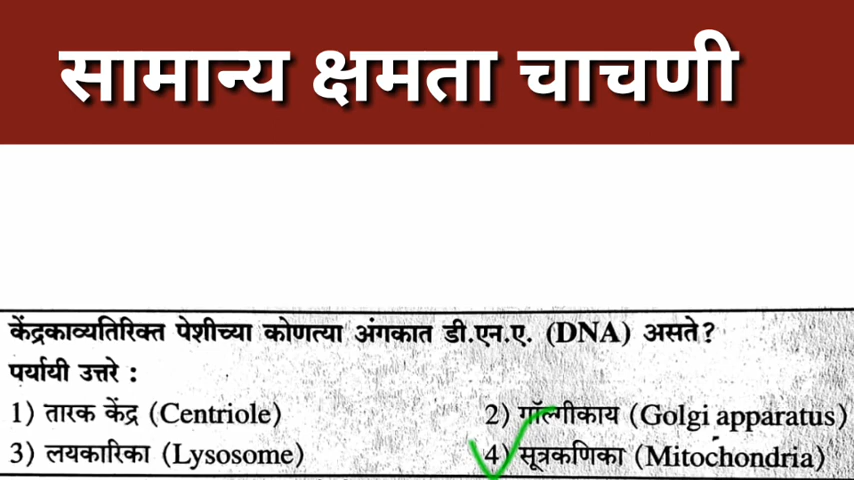 सामान्य क्षमता चाचणी
केंद्रकाव्यतिरिक्त पेशीच्या कोणत्या अंगकात डी.एन.ए. (DNA) असते?
पर्यायी उत्तरे :
1) तारक केंद्र (Centriole) 2) गॉल्गीकाय (Golgi apparatus)
3) लयकारिका (Lysosome) 4) सूत्रकणिका (Mitochondria)